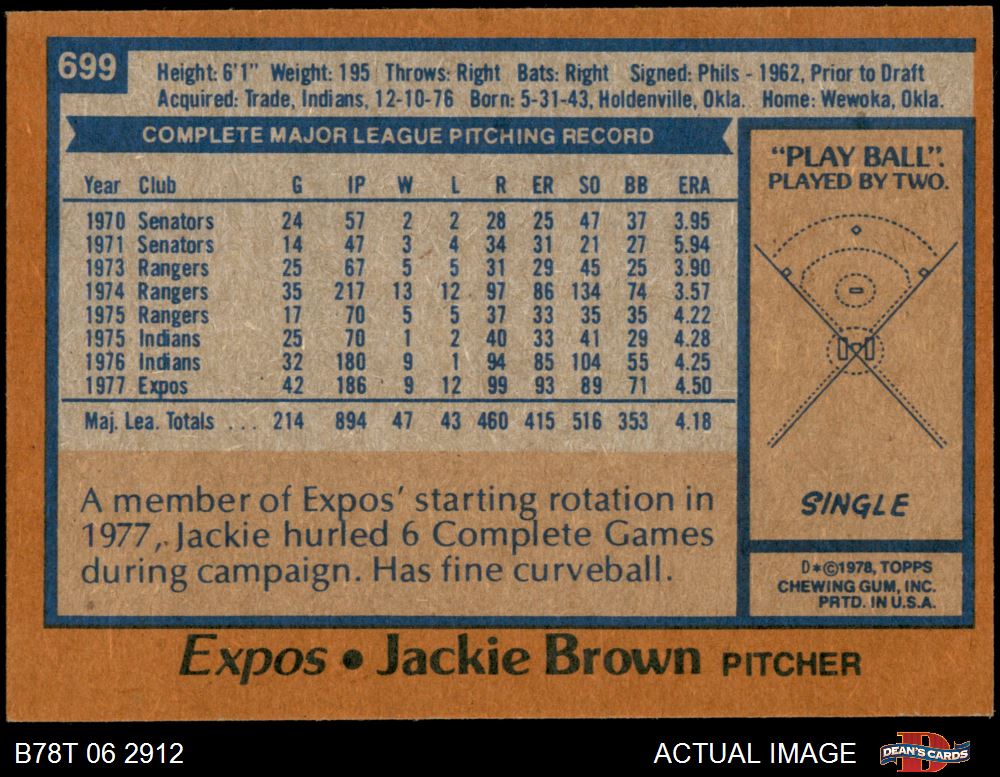 699
Height: 6'1" Weight: 195 Throws: Right Bats: Right Signed: Phils - 1962, Prior to Draft
Acquired: Trade, Indians, 12-10-76 Born: 5-31-43, Holdenville, Okla. Home: Wewoka, Okla.
COMPLETE MAJOR LEAGUE PITCHING RECORD
Year Club G IP W L R ER SO BB ERA
1970 Senators 24 57 2 2 28 25 47 37 3.95
1971 Senators 14 47 3 4 34 31 21 27 5.94
1973 Rangers 25 67 5 5 31 29 45 25 3.90
1974 Rangers 35 217 13 12 97 86 134 74 3.57
1975 Rangers 17 70 5 5 37 33 35 35 4.22
1975 Indians 25 70 1 2 40 33 41 29 4.28
1976 Indians 32 180 9 1 94 85 104 55 4.25
1977 Expos 42 186 9 12 99 93 89 71 4.50
Maj. Lea. Totals ... 214 894 47 43 460 415 516 353 4.18
A member of Expos' starting rotation in
1977, Jackie hurled 6 Complete Games
during campaign. Has fine curveball.
"PLAY BALL".
PLAYED BY TWO.
SINGLE
D*©1978, TOPPS
CHEWING GUM, INC.
PRTD. IN U.S.A.
Expos • Jackie Brown PITCHER
B78T 06 2912 ACTUAL IMAGE
DEAN'S CARDS